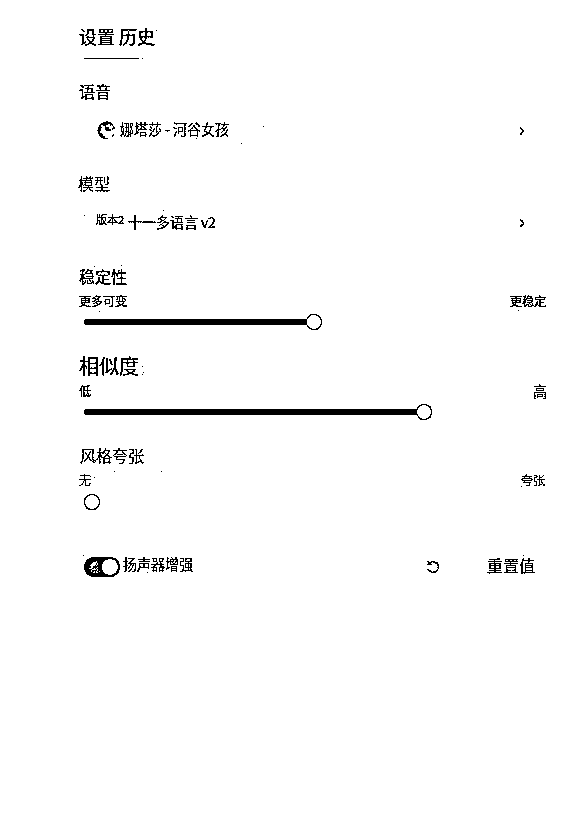 设置 历史
语音
娜塔莎 - 河谷女孩
模型
版本2 十一多语言 v2
稳定性
更多可变 更稳定
相似度
低 高
风格夸张
无 夸张
扬声器增强 重置值